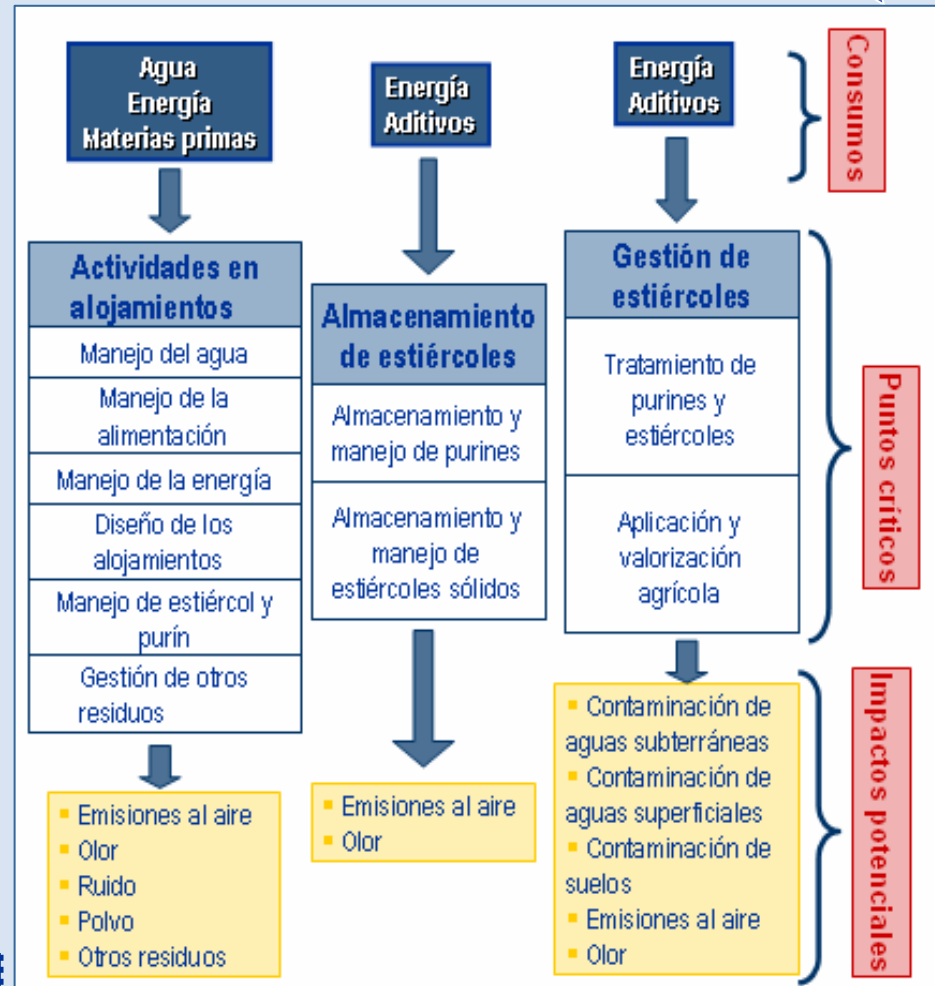 Agua
Energía
Materias primas
Actividades en
alojamientos
Manejo del agua
Manejo de la
alimentación
Manejo de la energía
Diseño de los
alojamientos
Manejo de estiércol y
purín
Gestión de otros
residuos
Emisiones al aire
Olor
Ruido
Polvo
Otros residuos
Energía
Aditivos
Almacenamiento
de estiércoles
Almacenamiento y
manejo de purines
Almacenamiento y
manejo de
estiércoles sólidos
Emisiones al aire
Olor
Energía
Aditivos
Gestión de
estiércoles
Tratamiento de
purines y
estiércoles
Aplicación y
valorización
agrícola
Contaminación de
aguas subterráneas
Contaminación de
aguas superficiales
Contaminación de
suelos
Emisiones al aire
Olor
Consumos
Puntos críticos
Impactos potenciales